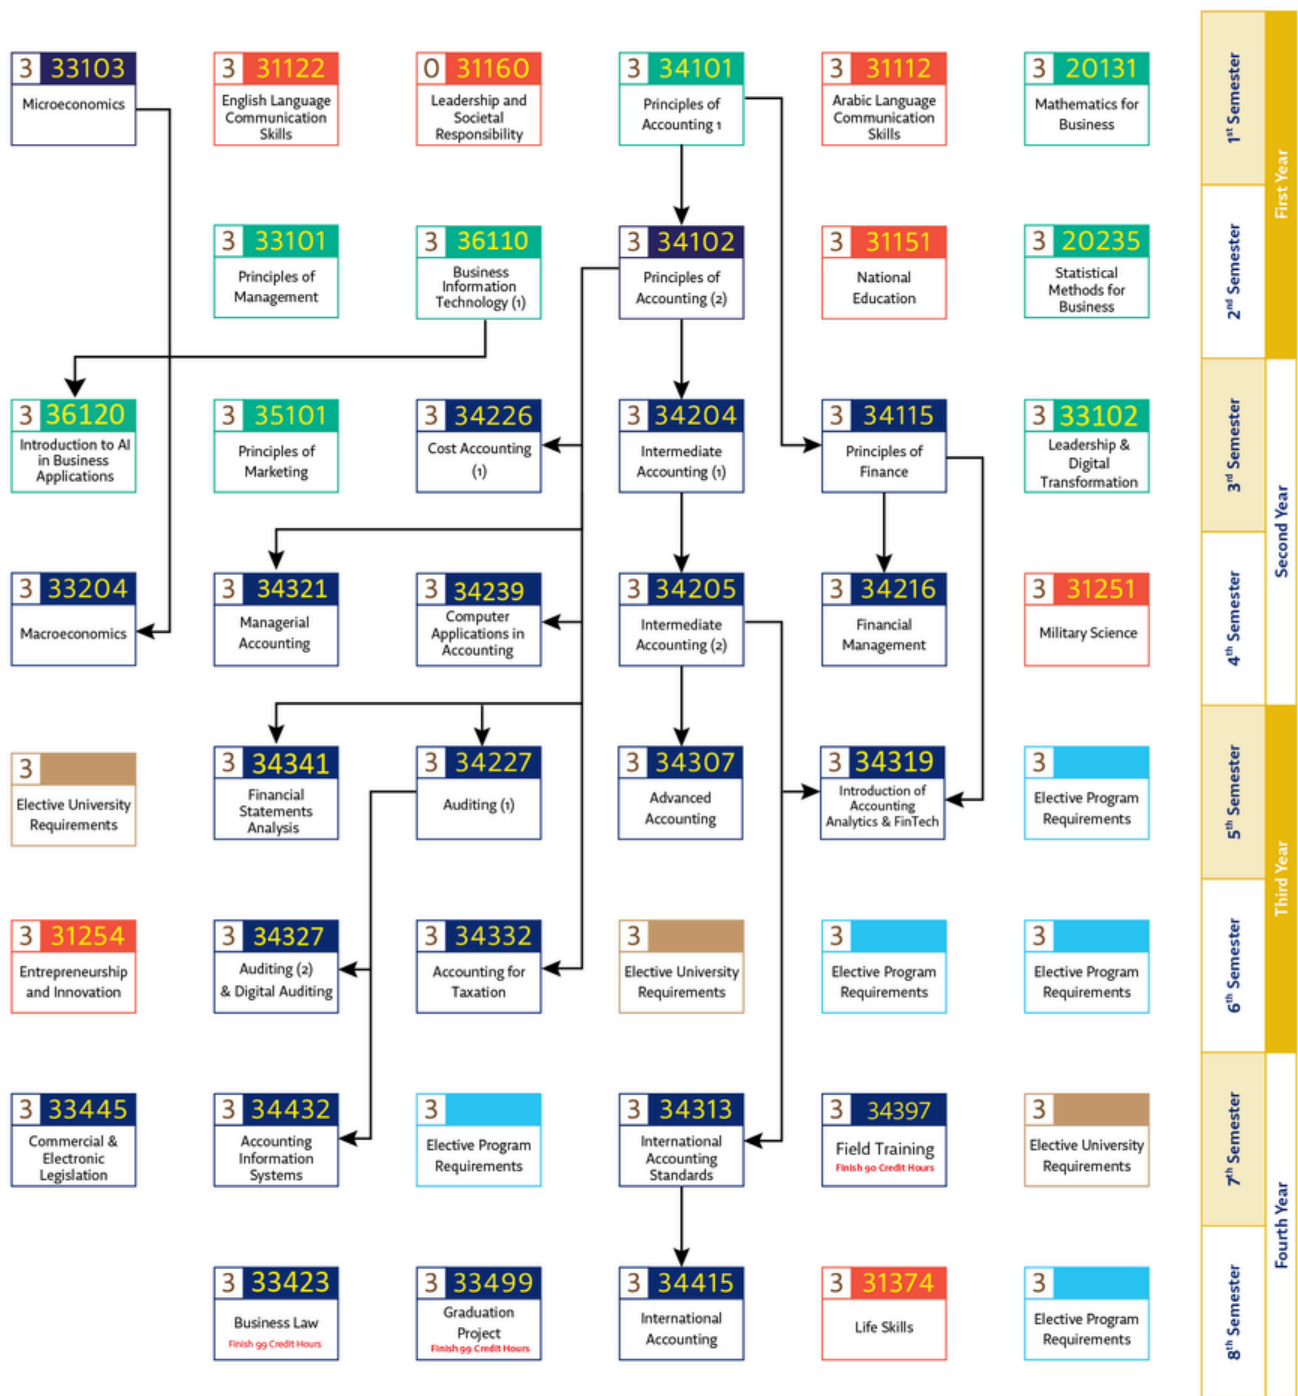 3 33103
Microeconomics
3 31122
English Language
Communication
Skills
0 31160
Leadership and
Societal
Responsibility
3 34101
Principles of
Accounting 1
3 31112
Arabic Language
Communication
Skills
3 20131
Mathematics for
Business
1st Semester
First Year
3 33101
Principles of
Management
3 36110
Business
Information
Technology (1)
3 34102
Principles of
Accounting (2)
3 31151
National
Education
3 20235
Statistical
Methods for
Business
2nd Semester
3 36120
Introduction to AI
in Business
Applications
3 35101
Principles of
Marketing
3 34226
Cost Accounting
(1)
3 34204
Intermediate
Accounting (1)
3 34115
Principles of
Finance
3 33102
Leadership &
Digital
Transformation
3rd Semester
Second Year
3 33204
Macroeconomics
3 34321
Managerial
Accounting
3 34239
Computer
Applications in
Accounting
3 34205
Intermediate
Accounting (2)
3 34216
Financial
Management
3 31251
Military Science
4th Semester
3
Elective University
Requirements
3 34341
Financial
Statements
Analysis
3 34227
Auditing (1)
3 34307
Advanced
Accounting
3 34319
Introduction of
Accounting
Analytics & FinTech
3
Elective Program
Requirements
5th Semester
Third Year
3 31254
Entrepreneurship
and Innovation
3 34327
Auditing (2)
& Digital Auditing
3 34332
Accounting for
Taxation
3
Elective University
Requirements
3
Elective Program
Requirements
3
Elective Program
Requirements
6th Semester
3 33445
Commercial &
Electronic
Legislation
3 34432
Accounting
Information
Systems
3
Elective Program
Requirements
3 34313
International
Accounting
Standards
3 34397
Field Training
Finish 90 Credit Hours
3
Elective University
Requirements
7th Semester
Fourth Year
3 33423
Business Law
Finish 99 Credit Hours
3 33499
Graduation
Project
Finish 99 Credit Hours
3 34415
International
Accounting
3 31374
Life Skills
3
Elective Program
Requirements
8th Semester